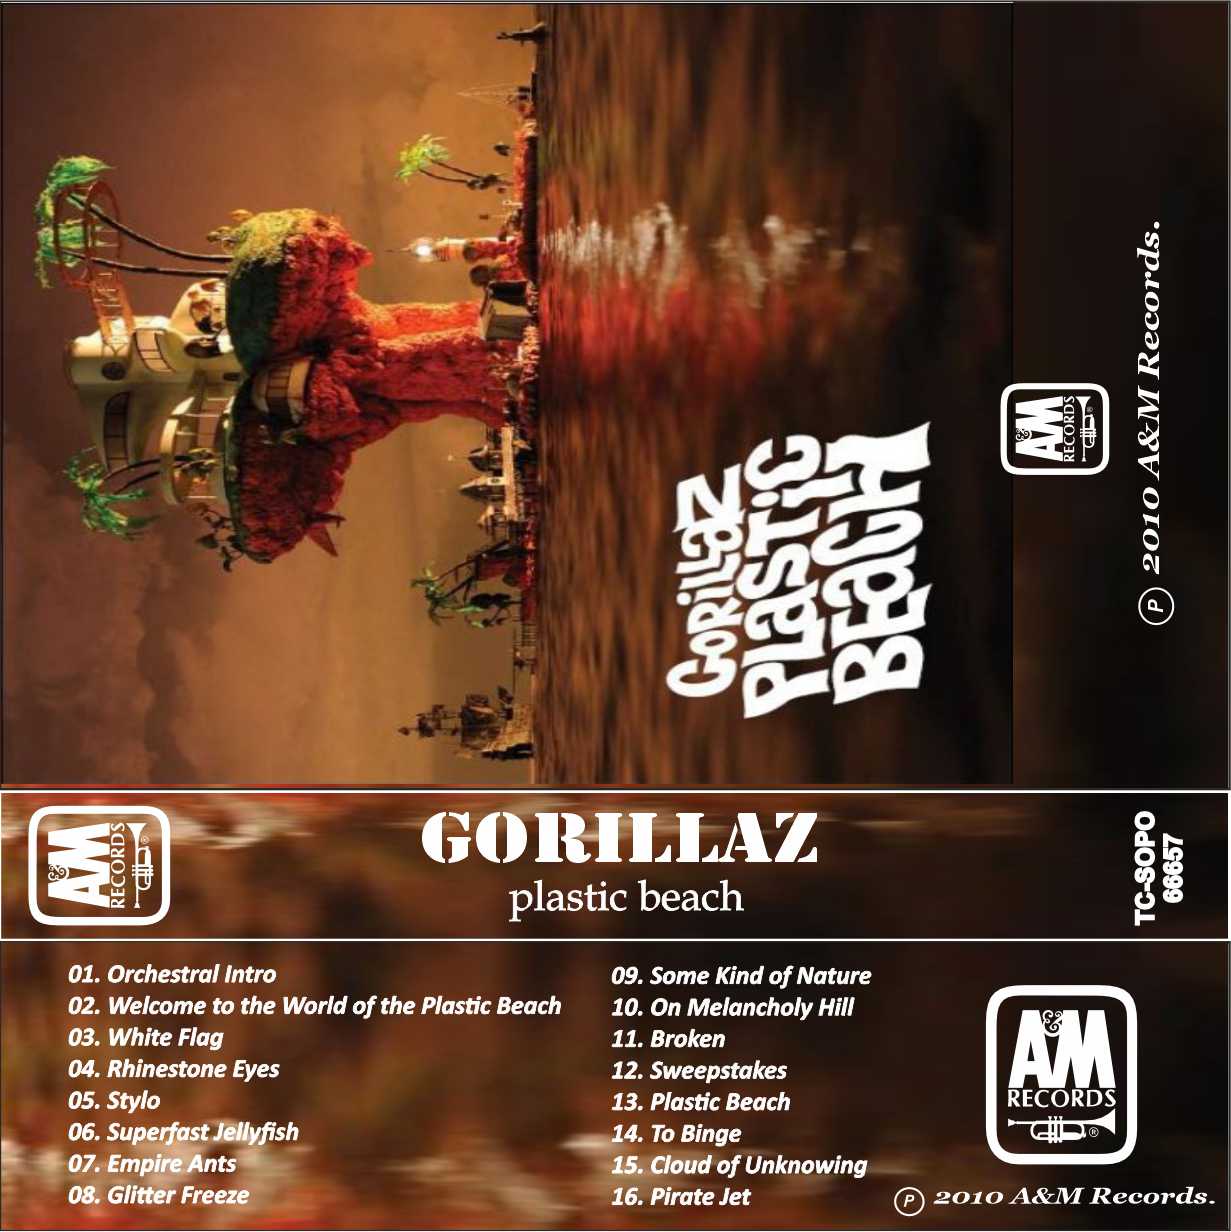 GORILLAZ
PLASTIC
BEACH
A&M
RECORDS
®
Ⓟ 2010 A&M Records.
A&M
RECORDS
®
GORILLAZ
plastic beach
TC-SOPO
66657
01. Orchestral Intro
02. Welcome to the World of the Plastic Beach
03. White Flag
04. Rhinestone Eyes
05. Stylo
06. Superfast Jellyfish
07. Empire Ants
08. Glitter Freeze
09. Some Kind of Nature
10. On Melancholy Hill
11. Broken
12. Sweepstakes
13. Plastic Beach
14. To Binge
15. Cloud of Unknowing
16. Pirate Jet
A&M
RECORDS
®
Ⓟ 2010 A&M Records.